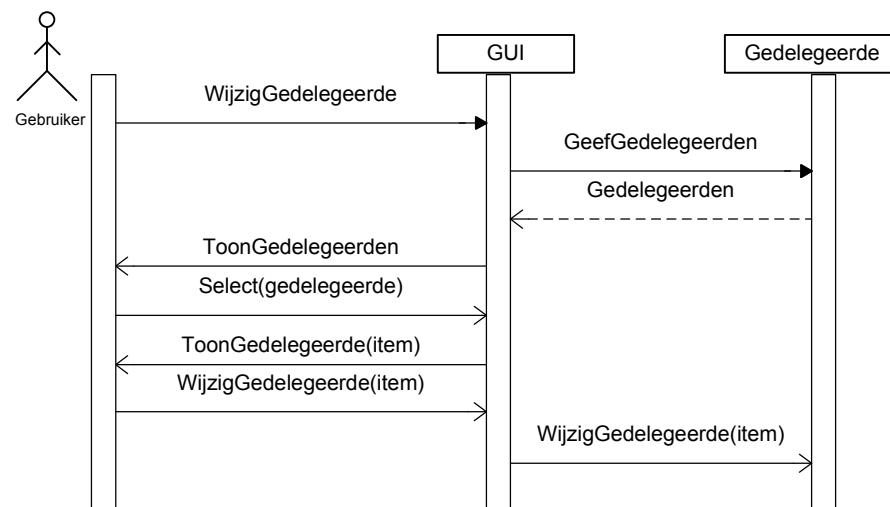 GUI
Gedelegeerde
Gebruiker
WijzigGedelegeerde
GeefGedelegeerden
Gedelegeerden
ToonGedelegeerden
Select(gedelegeerde)
ToonGedelegeerde(item)
WijzigGedelegeerde(item)
WijzigGedelegeerde(item)